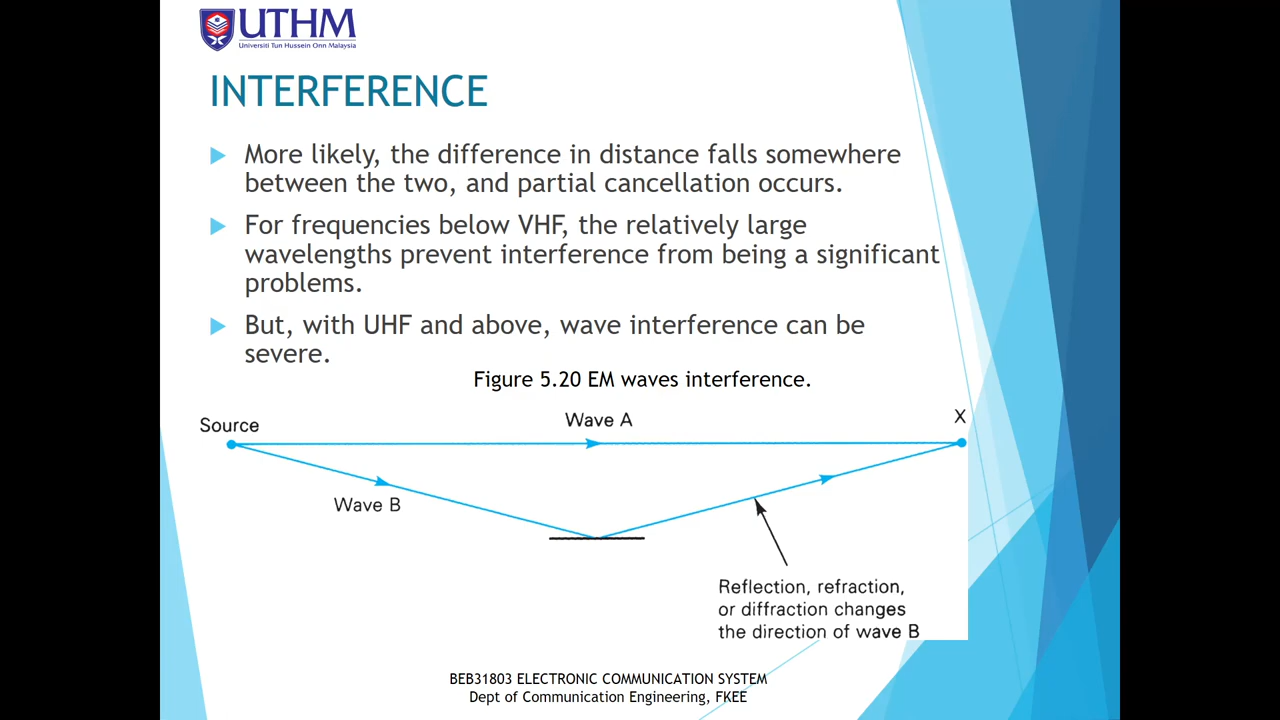 UTHM
Universiti Tun Hussein Onn Malaysia
INTERFERENCE
More likely, the difference in distance falls somewhere
between the two, and partial cancellation occurs.
For frequencies below VHF, the relatively large
wavelengths prevent interference from being a significant
problems.
But, with UHF and above, wave interference can be
severe.
Figure 5.20 EM waves interference.
Source
Wave A
X
Wave B
Reflection, refraction,
or diffraction changes
the direction of wave B
BEB31803 ELECTRONIC COMMUNICATION SYSTEM
Dept of Communication Engineering, FKEE